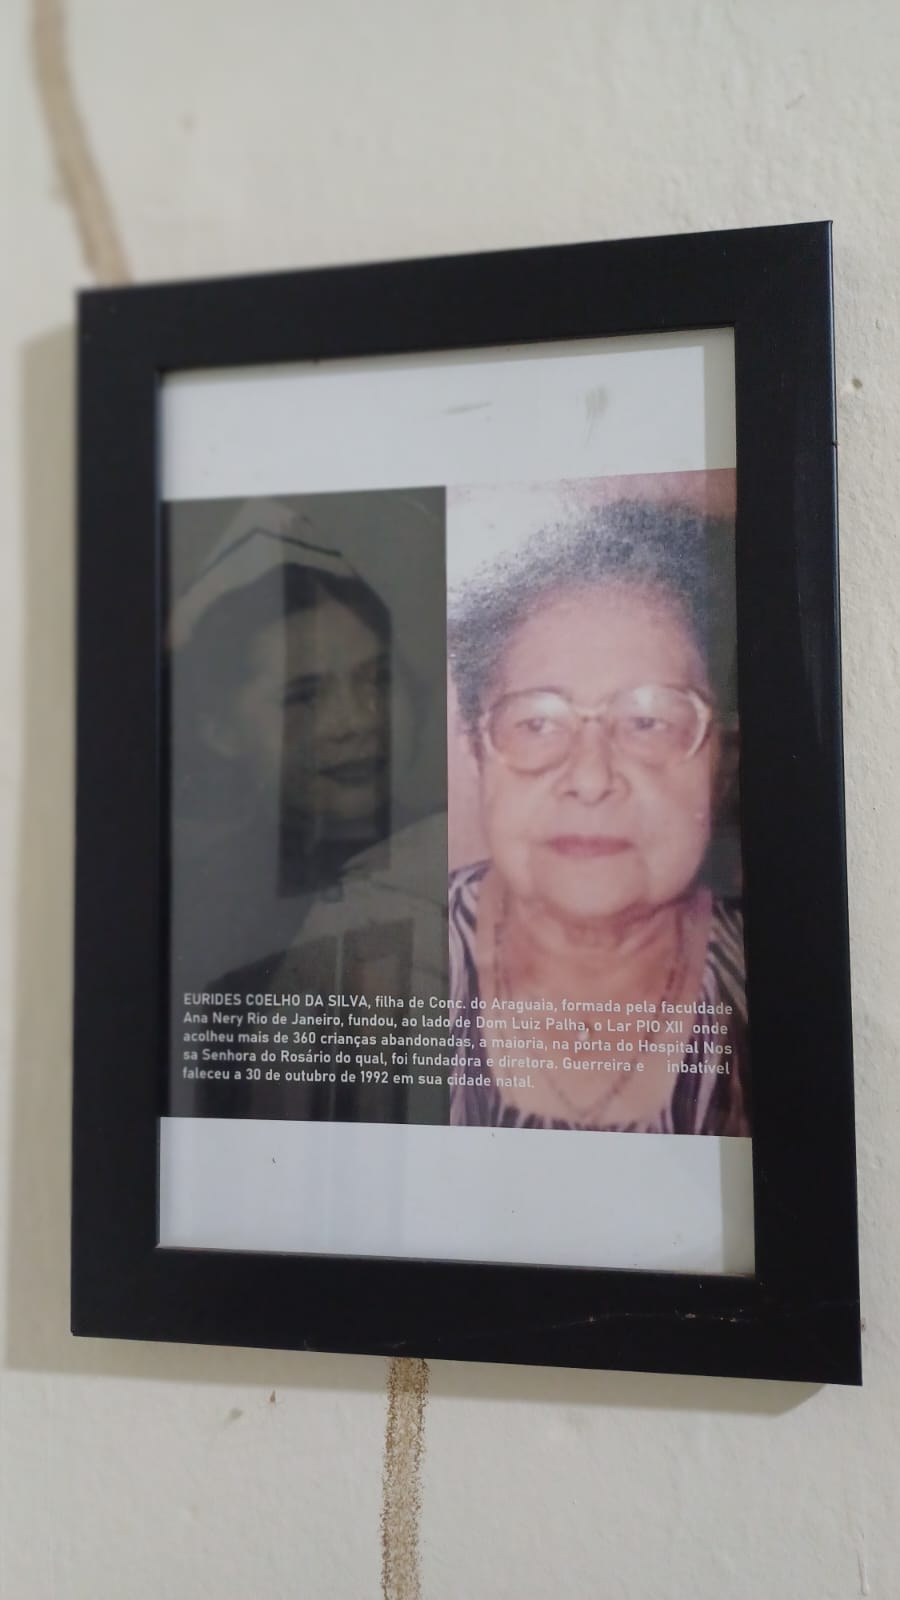 EURIDES COELHO DA SILVA, filha de Conc. do Araguaia, formada pela faculdade
Ana Nery Rio de Janeiro, fundou, ao lado de Dom Luiz Palha, o Lar PIO XII onde
acolheu mais de 360 crianças abandonadas, a maioria, na porta do Hospital Nos
sa Senhora do Rosário do qual, foi fundadora e diretora. Guerreira e inbatível
faleceu a 30 de outubro de 1992 em sua cidade natal.